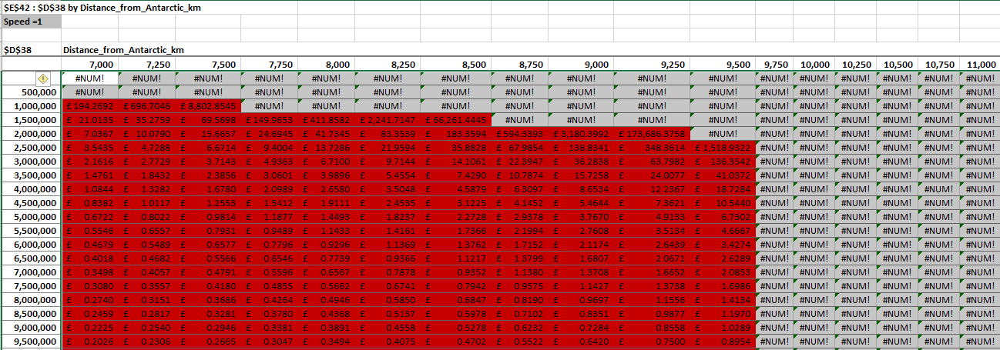 $E$42 : $D$38 by Distance_from_Antarctic_km
Speed =1
$D$38 Distance_from_Antarctic_km
7,000 7,250 7,500 7,750 8,000 8,250 8,500 8,750 9,000 9,250 9,500 9,750 10,000 10,250 10,500 10,750 11,000
#NUM! #NUM! #NUM! #NUM! #NUM! #NUM! #NUM! #NUM! #NUM! #NUM! #NUM! #NUM! #NUM! #NUM! #NUM! #NUM! #NUM!
500,000 #NUM! #NUM! #NUM! #NUM! #NUM! #NUM! #NUM! #NUM! #NUM! #NUM! #NUM! #NUM! #NUM! #NUM! #NUM! #NUM! #NUM!
1,000,000 £ 194.2692 £ 696.7046 £ 8,802.8545 #NUM! #NUM! #NUM! #NUM! #NUM! #NUM! #NUM! #NUM! #NUM! #NUM! #NUM! #NUM! #NUM! #NUM!
1,500,000 £ 21.0135 £ 35.2759 £ 69.5698 £ 149.9653 £ 411.8582 £ 2,241.7147 £ 66,261.4445 #NUM! #NUM! #NUM! #NUM! #NUM! #NUM! #NUM! #NUM! #NUM! #NUM!
2,000,000 £ 7.0367 £ 10.0790 £ 15.6657 £ 24.6945 £ 41.7345 £ 83.3539 £ 183.3594 £ 594.3393 £ 3,180.3992 £ 173,686.3758 #NUM! #NUM! #NUM! #NUM! #NUM! #NUM! #NUM!
2,500,000 £ 3.5435 £ 4.7288 £ 6.6714 £ 9.4004 £ 13.7286 £ 21.9594 £ 35.8828 £ 67.9854 £ 138.8341 £ 348.3614 £ 1,518.9322 #NUM! #NUM! #NUM! #NUM! #NUM! #NUM!
3,000,000 £ 2.1616 £ 2.7729 £ 3.7143 £ 4.9363 £ 6.7100 £ 9.7144 £ 14.1061 £ 22.3947 £ 36.2838 £ 63.7982 £ 136.3542 #NUM! #NUM! #NUM! #NUM! #NUM! #NUM!
3,500,000 £ 1.4761 £ 1.8432 £ 2.3856 £ 3.0601 £ 3.9896 £ 5.4554 £ 7.4290 £ 10.7874 £ 15.7258 £ 24.0077 £ 41.0372 #NUM! #NUM! #NUM! #NUM! #NUM! #NUM!
4,000,000 £ 1.0844 £ 1.3282 £ 1.6780 £ 2.0989 £ 2.6580 £ 3.5048 £ 4.5879 £ 6.3097 £ 8.6534 £ 12.2367 £ 18.7284 #NUM! #NUM! #NUM! #NUM! #NUM! #NUM!
4,500,000 £ 0.8382 £ 1.0117 £ 1.2553 £ 1.5412 £ 1.9111 £ 2.4535 £ 3.1225 £ 4.1452 £ 5.4644 £ 7.3621 £ 10.5440 #NUM! #NUM! #NUM! #NUM! #NUM! #NUM!
5,000,000 £ 0.6722 £ 0.8022 £ 0.9814 £ 1.1877 £ 1.4493 £ 1.8237 £ 2.2728 £ 2.9378 £ 3.7670 £ 4.9133 £ 6.7302 #NUM! #NUM! #NUM! #NUM! #NUM! #NUM!
5,500,000 £ 0.5546 £ 0.6557 £ 0.7931 £ 0.9489 £ 1.1433 £ 1.4161 £ 1.7366 £ 2.1994 £ 2.7608 £ 3.5134 £ 4.6667 #NUM! #NUM! #NUM! #NUM! #NUM! #NUM!
6,000,000 £ 0.4679 £ 0.5489 £ 0.6577 £ 0.7796 £ 0.9296 £ 1.1369 £ 1.3762 £ 1.7152 £ 2.1174 £ 2.6439 £ 3.4274 #NUM! #NUM! #NUM! #NUM! #NUM! #NUM!
6,500,000 £ 0.4018 £ 0.4682 £ 0.5566 £ 0.6546 £ 0.7739 £ 0.9366 £ 1.1217 £ 1.3799 £ 1.6807 £ 2.0671 £ 2.6289 #NUM! #NUM! #NUM! #NUM! #NUM! #NUM!
7,000,000 £ 0.3498 £ 0.4057 £ 0.4791 £ 0.5596 £ 0.6567 £ 0.7878 £ 0.9352 £ 1.1380 £ 1.3708 £ 1.6652 £ 2.0853 #NUM! #NUM! #NUM! #NUM! #NUM! #NUM!
7,500,000 £ 0.3080 £ 0.3557 £ 0.4180 £ 0.4855 £ 0.5662 £ 0.6741 £ 0.7942 £ 0.9575 £ 1.1427 £ 1.3738 £ 1.6986 #NUM! #NUM! #NUM! #NUM! #NUM! #NUM!
8,000,000 £ 0.2740 £ 0.3151 £ 0.3686 £ 0.4264 £ 0.4946 £ 0.5850 £ 0.6847 £ 0.8190 £ 0.9697 £ 1.1556 £ 1.4134 #NUM! #NUM! #NUM! #NUM! #NUM! #NUM!
8,500,000 £ 0.2459 £ 0.2817 £ 0.3281 £ 0.3780 £ 0.4368 £ 0.5137 £ 0.5978 £ 0.7102 £ 0.8351 £ 0.9877 £ 1.1970 #NUM! #NUM! #NUM! #NUM! #NUM! #NUM!
9,000,000 £ 0.2225 £ 0.2540 £ 0.2946 £ 0.3381 £ 0.3891 £ 0.4558 £ 0.5278 £ 0.6232 £ 0.7284 £ 0.8558 £ 1.0289 #NUM! #NUM! #NUM! #NUM! #NUM! #NUM!
9,500,000 £ 0.2026 £ 0.2306 £ 0.2665 £ 0.3047 £ 0.3494 £ 0.4075 £ 0.4702 £ 0.5522 £ 0.6420 £ 0.7500 £ 0.8954 #NUM! #NUM! #NUM! #NUM! #NUM! #NUM!